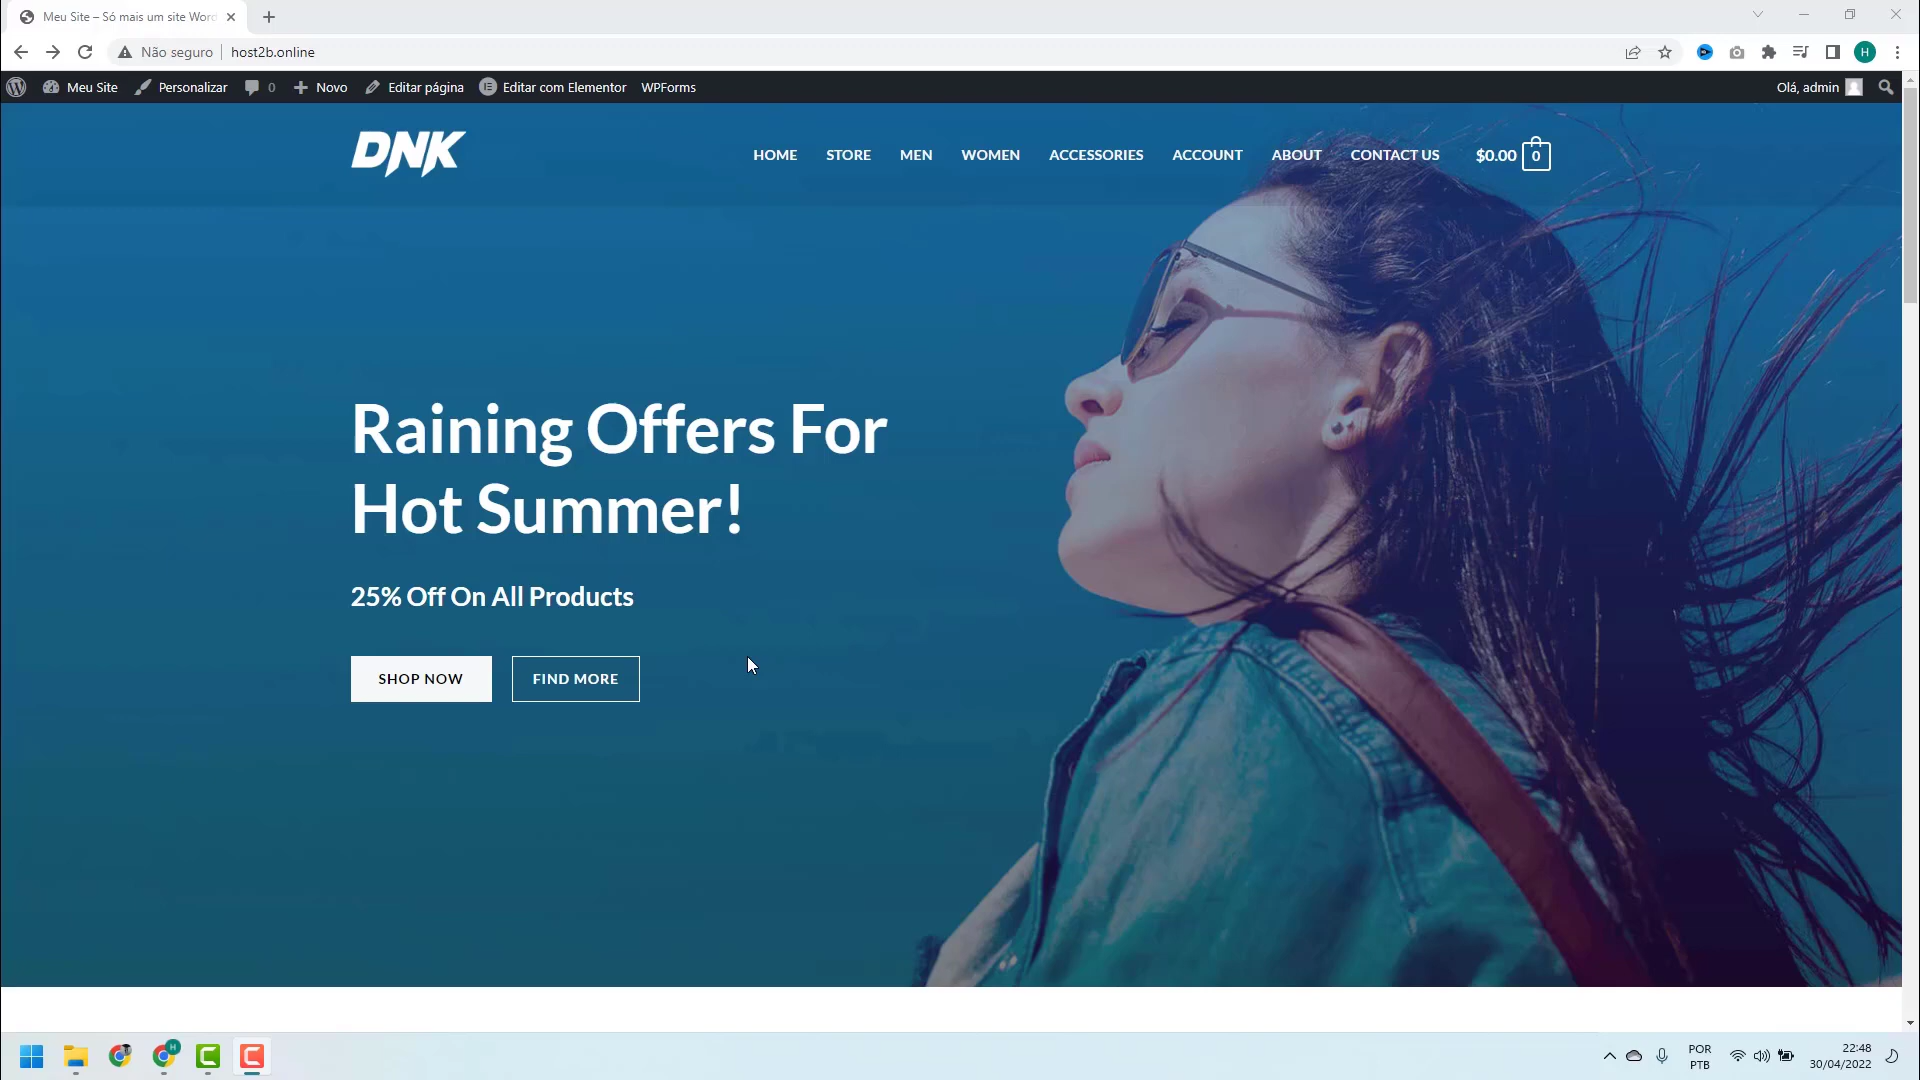 Meu Site – Só mais um site Word
Não seguro
host2b.online
Meu Site
Personalizar
0
Novo
Editar página
Editar com Elementor
WPForms
Olá, admin
DNK
HOME
STORE
MEN
WOMEN
ACCESSORIES
ACCOUNT
ABOUT
CONTACT US
$0.00
0
Raining Offers For
Hot Summer!
25% Off On All Products
SHOP NOW
FIND MORE
H
H
POR
PTB
22:48
30/04/2022